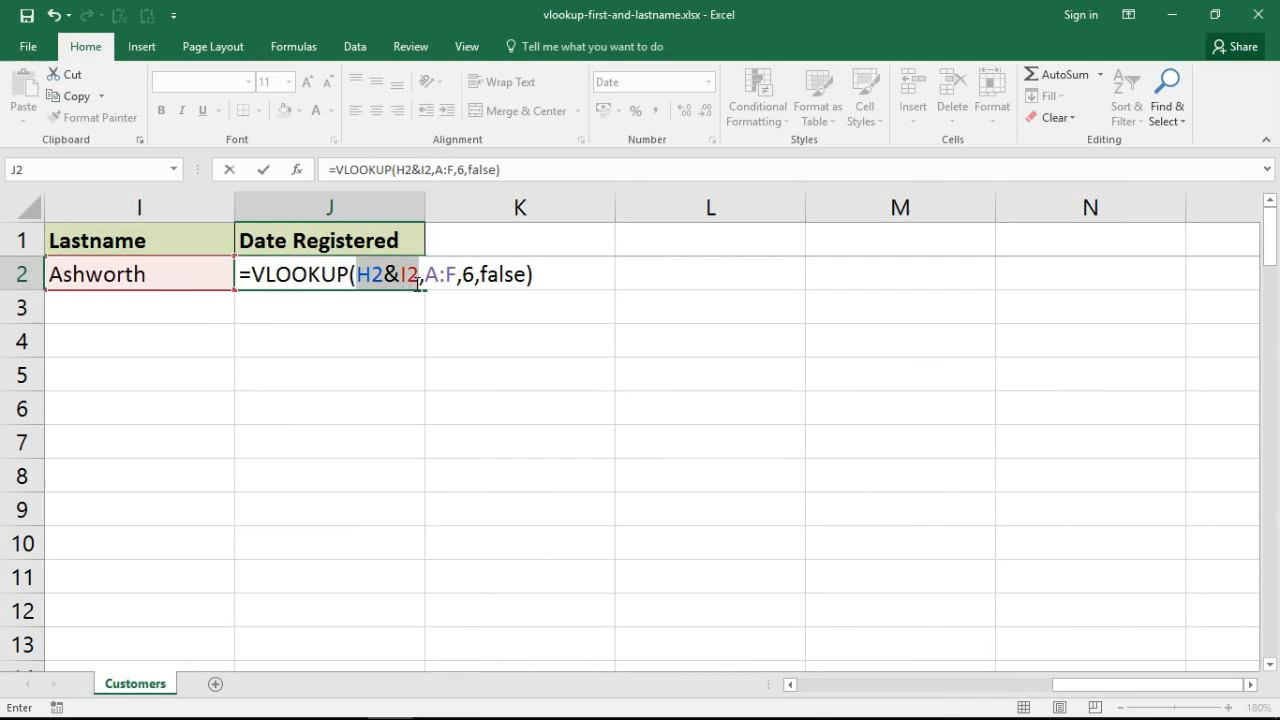 vlookup-first-and-lastname.xlsx - Excel
Sign in
File Home Insert Page Layout Formulas Data Review View Tell me what you want to do Share
Paste
Cut
Copy
Format Painter
Clipboard
11
B I U A
Font
Wrap Text
Merge & Center
Alignment
Date
% ,
Number
Conditional Formatting
Format as Table
Cell Styles
Styles
Insert
Delete
Format
Cells
AutoSum
Fill
Clear
Sort & Filter
Find & Select
Editing
J2
fx
=VLOOKUP(H2&I2,A:F,6,false)
I J K L M N
1 Lastname Date Registered
2 Ashworth =VLOOKUP(H2&I2,A:F,6,false)
3
4
5
6
7
8
9
10
11
12
13
Customers
Enter
180%